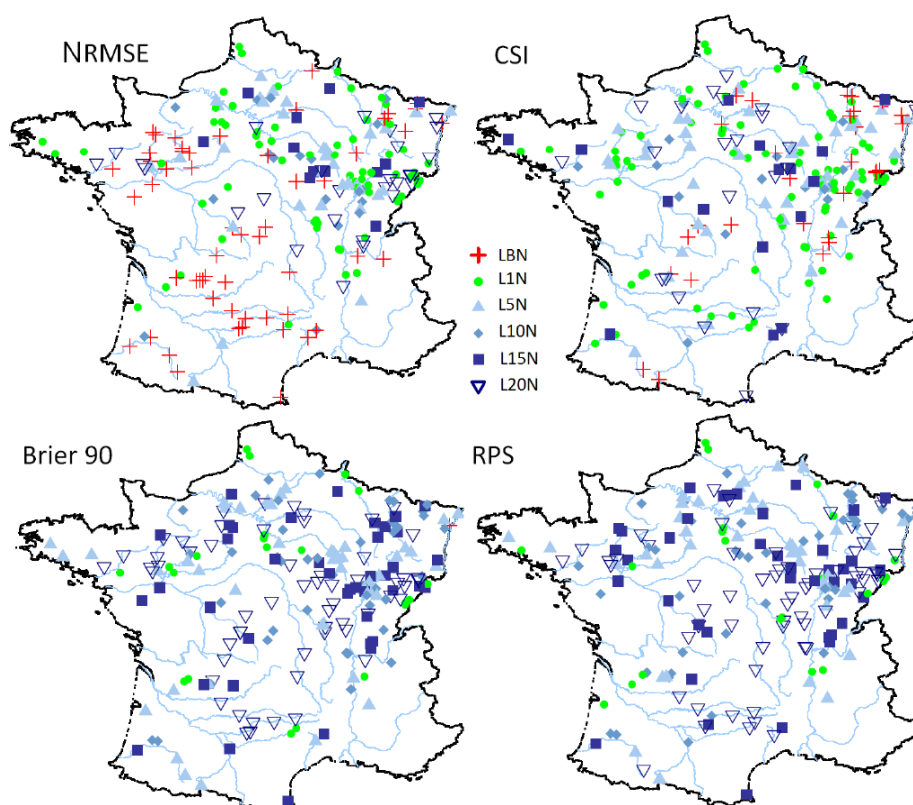 NRMSE
CSI
LBN
L1N
L5N
L10N
L15N
L20N
Brier 90
RPS